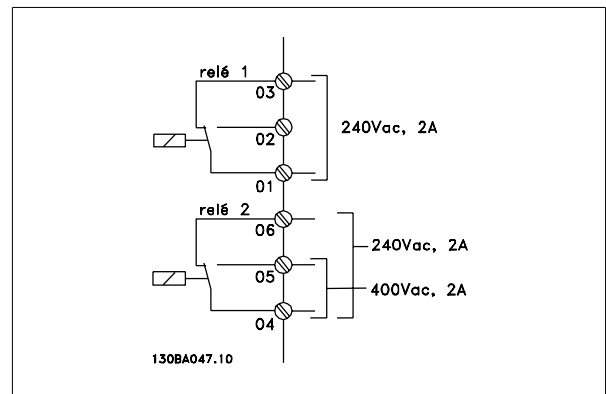 relé 1
03
02
240Vac, 2A
01
relé 2
06
240Vac, 2A
05
400Vac, 2A
04
130BA047.10